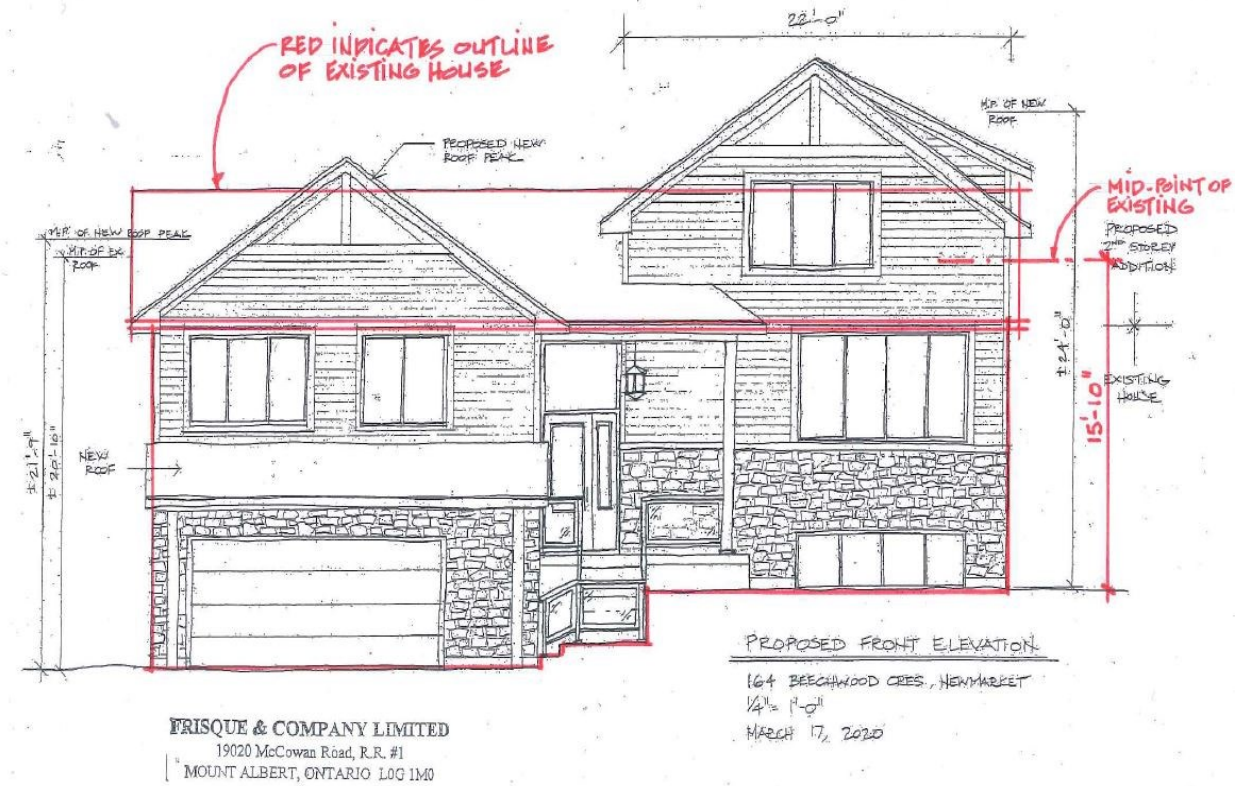 22'-0"
RED INDICATES OUTLINE
OF EXISTING HOUSE
M.P. OF NEW
ROOF
PROPOSED NEW
ROOF PEAK
MID-POINT OF
EXISTING
PROPOSED
2ND STOREY
ADDITION
M.P. OF NEW ROOF PEAK
M.P. OF EX
ROOF
± 24'-0"
15'-10"
EXISTING
HOUSE
NEW
ROOF
± 21'-9"
± 20'-10"
PROPOSED FRONT ELEVATION
164 BEECHWOOD CRES., NEWMARKET
1/4" = 1'-0"
MARCH 17, 2020
FRISQUE & COMPANY LIMITED
19020 McCowan Road, R.R. #1
MOUNT ALBERT, ONTARIO L0G 1M0